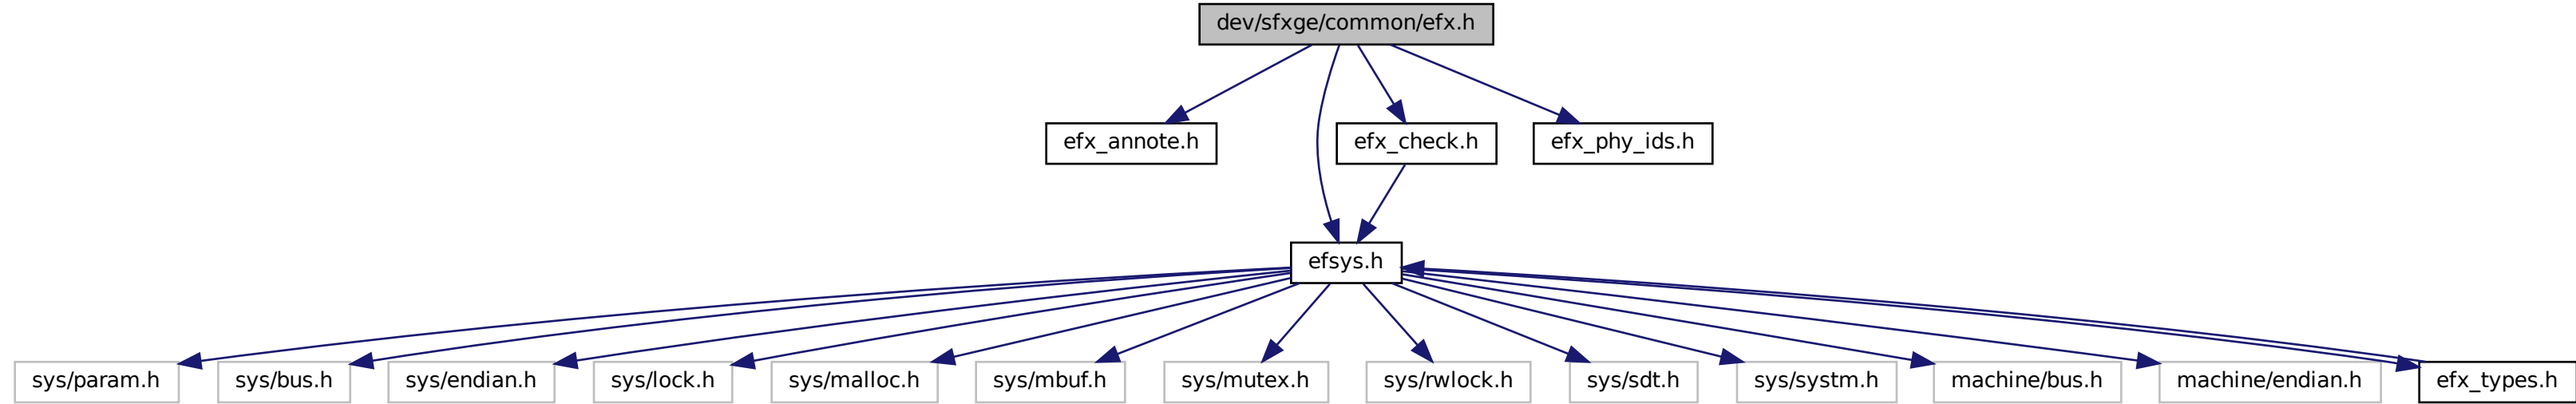 dev/sfxge/common/efx.h
efx_annote.h
efx_check.h
efx_phy_ids.h
efsys.h
sys/param.h
sys/bus.h
sys/endian.h
sys/lock.h
sys/malloc.h
sys/mbuf.h
sys/mutex.h
sys/rwlock.h
sys/sdt.h
sys/systm.h
machine/bus.h
machine/endian.h
efx_types.h